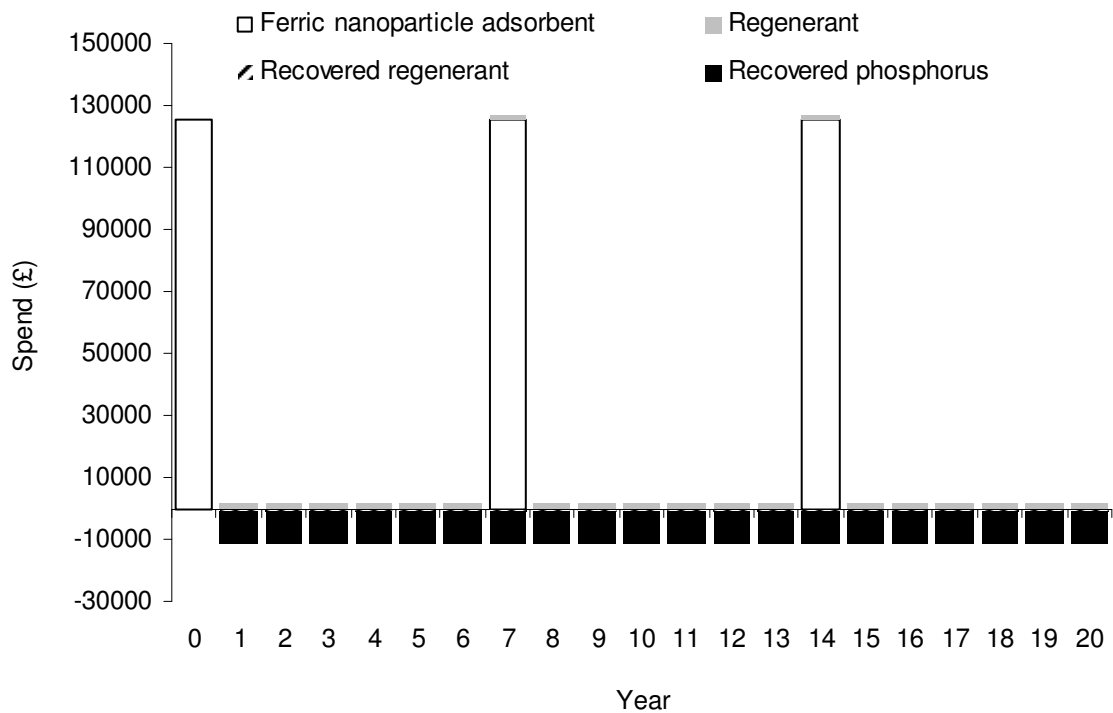 Ferric nanoparticle adsorbent
Regenerant
Recovered regenerant
Recovered phosphorus
150000
130000
110000
90000
70000
50000
30000
10000
-10000
-30000
Spend (£)
0 1 2 3 4 5 6 7 8 9 10 11 12 13 14 15 16 17 18 19 20
Year